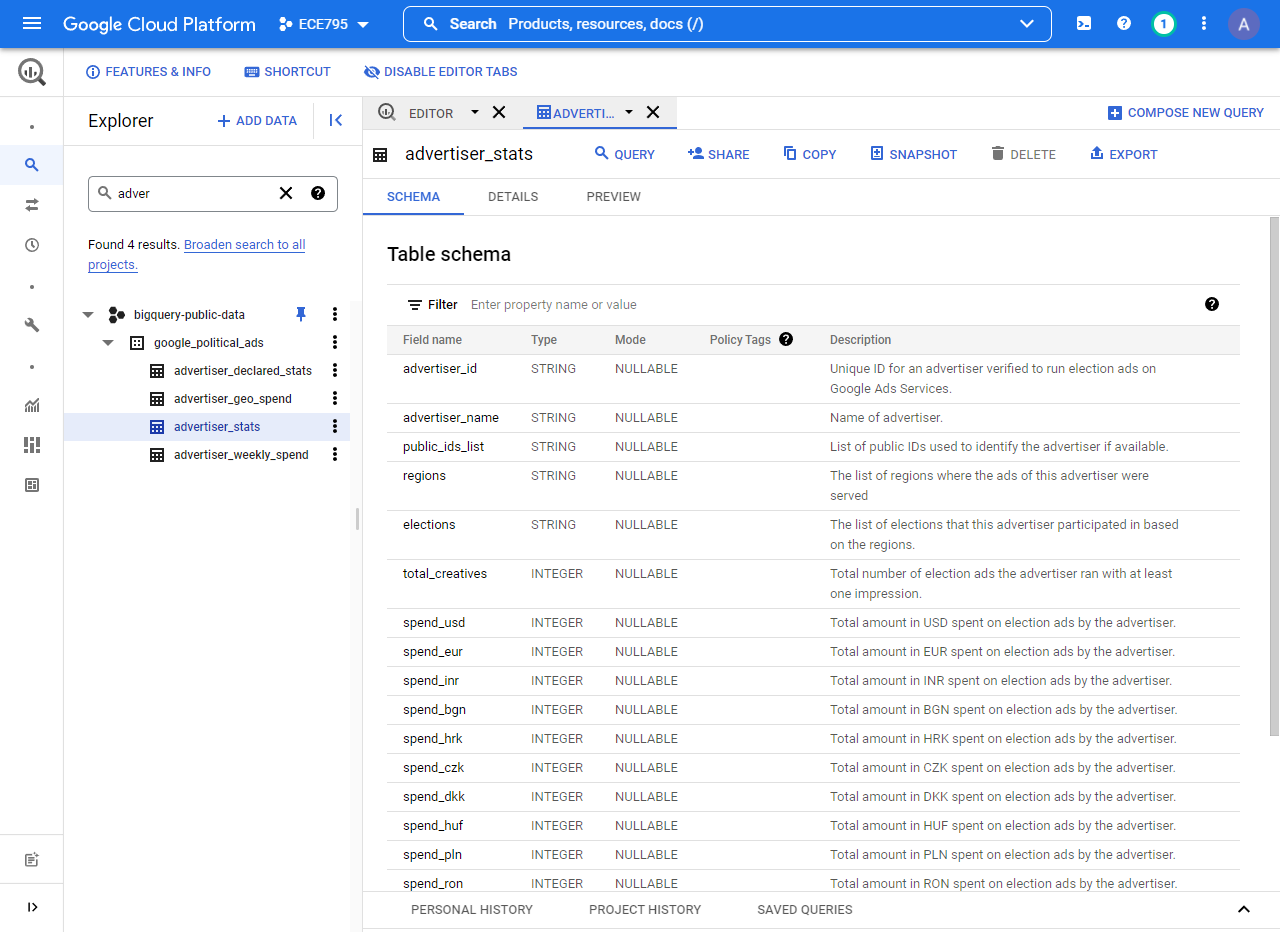 Google Cloud Platform ECE795 Search Products, resources, docs (/) 1 A
FEATURES & INFO SHORTCUT DISABLE EDITOR TABS
Explorer + ADD DATA
EDITOR ADVERTI... COMPOSE NEW QUERY
advertiser_stats QUERY SHARE COPY SNAPSHOT DELETE EXPORT
adver
SCHEMA DETAILS PREVIEW
Found 4 results. Broaden search to all
projects.
bigquery-public-data
google_political_ads
advertiser_declared_stats
advertiser_geo_spend
advertiser_stats
advertiser_weekly_spend
Table schema
Filter Enter property name or value
Field name Type Mode Policy Tags Description
advertiser_id STRING NULLABLE Unique ID for an advertiser verified to run election ads on
Google Ads Services.
advertiser_name STRING NULLABLE Name of advertiser.
public_ids_list STRING NULLABLE List of public IDs used to identify the advertiser if available.
regions STRING NULLABLE The list of regions where the ads of this advertiser were
served
elections STRING NULLABLE The list of elections that this advertiser participated in based
on the regions.
total_creatives INTEGER NULLABLE Total number of election ads the advertiser ran with at least
one impression.
spend_usd INTEGER NULLABLE Total amount in USD spent on election ads by the advertiser.
spend_eur INTEGER NULLABLE Total amount in EUR spent on election ads by the advertiser.
spend_inr INTEGER NULLABLE Total amount in INR spent on election ads by the advertiser.
spend_bgn INTEGER NULLABLE Total amount in BGN spent on election ads by the advertiser.
spend_hrk INTEGER NULLABLE Total amount in HRK spent on election ads by the advertiser.
spend_czk INTEGER NULLABLE Total amount in CZK spent on election ads by the advertiser.
spend_dkk INTEGER NULLABLE Total amount in DKK spent on election ads by the advertiser.
spend_huf INTEGER NULLABLE Total amount in HUF spent on election ads by the advertiser.
spend_pln INTEGER NULLABLE Total amount in PLN spent on election ads by the advertiser.
spend_ron INTEGER NULLABLE Total amount in RON spent on election ads by the advertiser.
PERSONAL HISTORY PROJECT HISTORY SAVED QUERIES